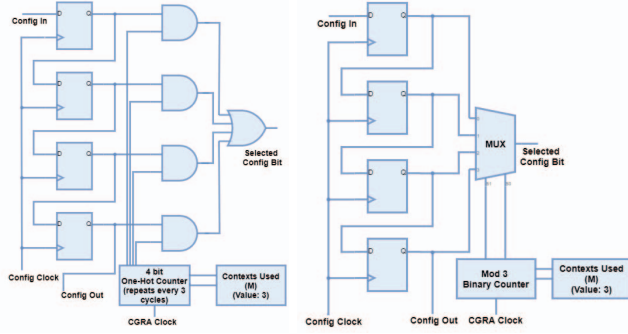 Config In
D
Q
D
Q
D
Q
D
Q
Selected
Config Bit
Config Clock
Config Out
4 bit
One-Hot Counter
(repeats every 3
cycles)
Contexts Used
(M)
(Value: 3)
CGRA Clock
Config In
D
Q
D
Q
D
Q
D
Q
MUX
Selected
Config Bit
Mod 3
Binary Counter
Contexts Used
(M)
(Value: 3)
Config Clock
Config Out
CGRA Clock